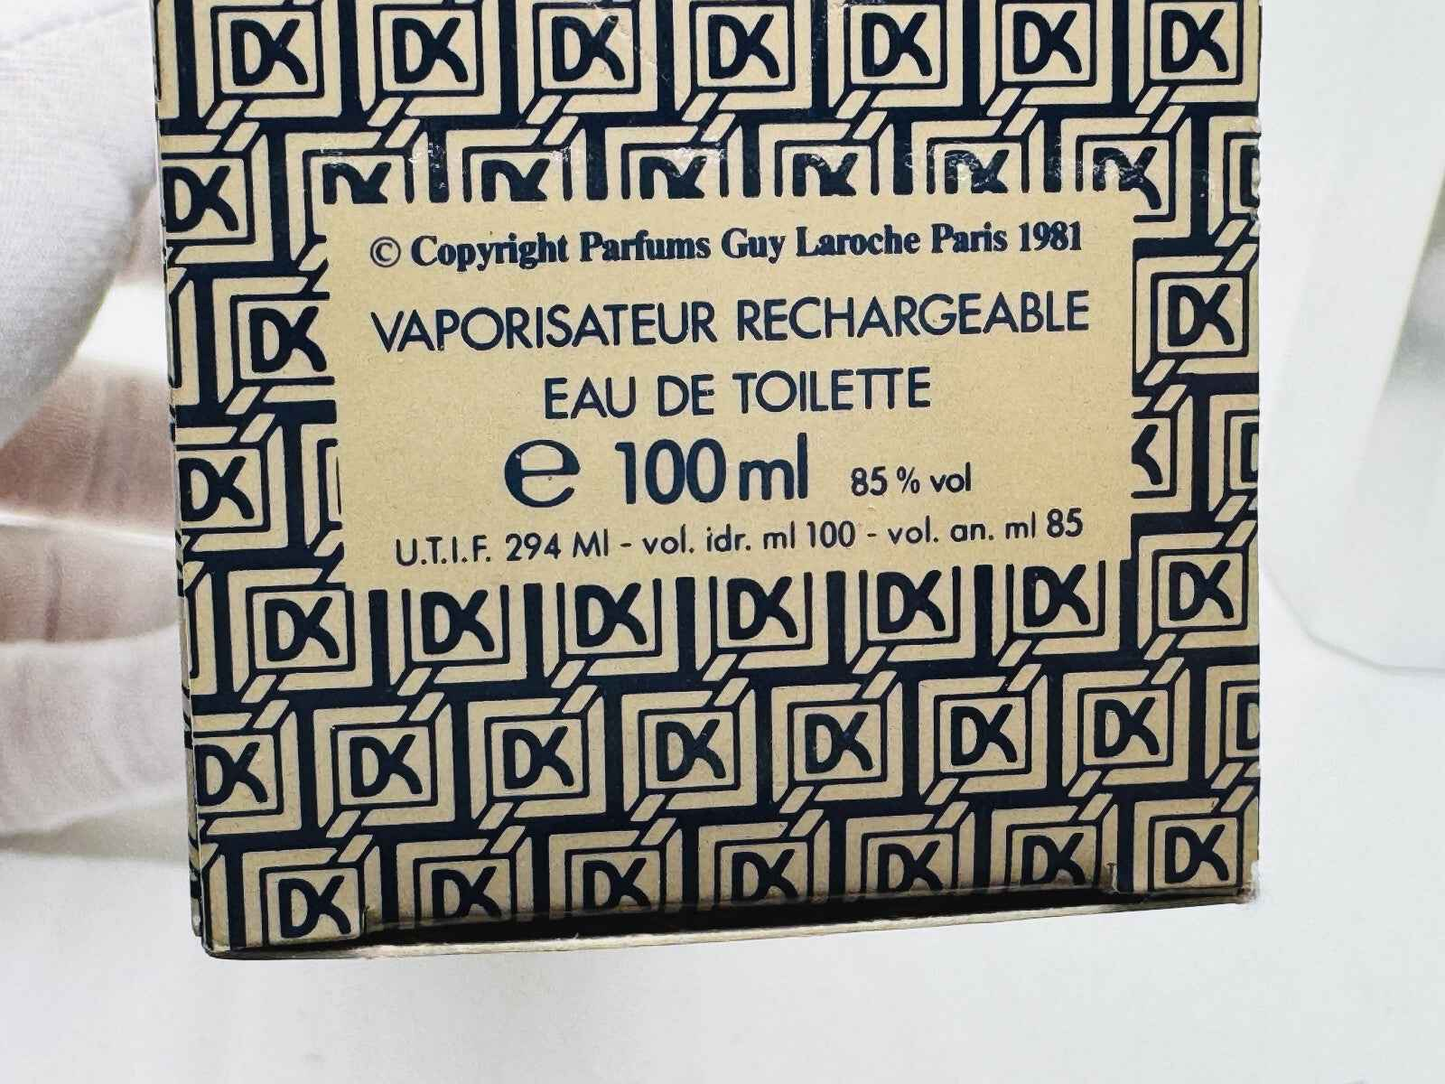 © Copyright Parfums Guy Laroche Paris 1981
VAPORISATEUR RECHARGEABLE
EAU DE TOILETTE
℮ 100 ml 85 % vol
U.T.I.F. 294 MI - vol. idr. ml 100 - vol. an. ml 85